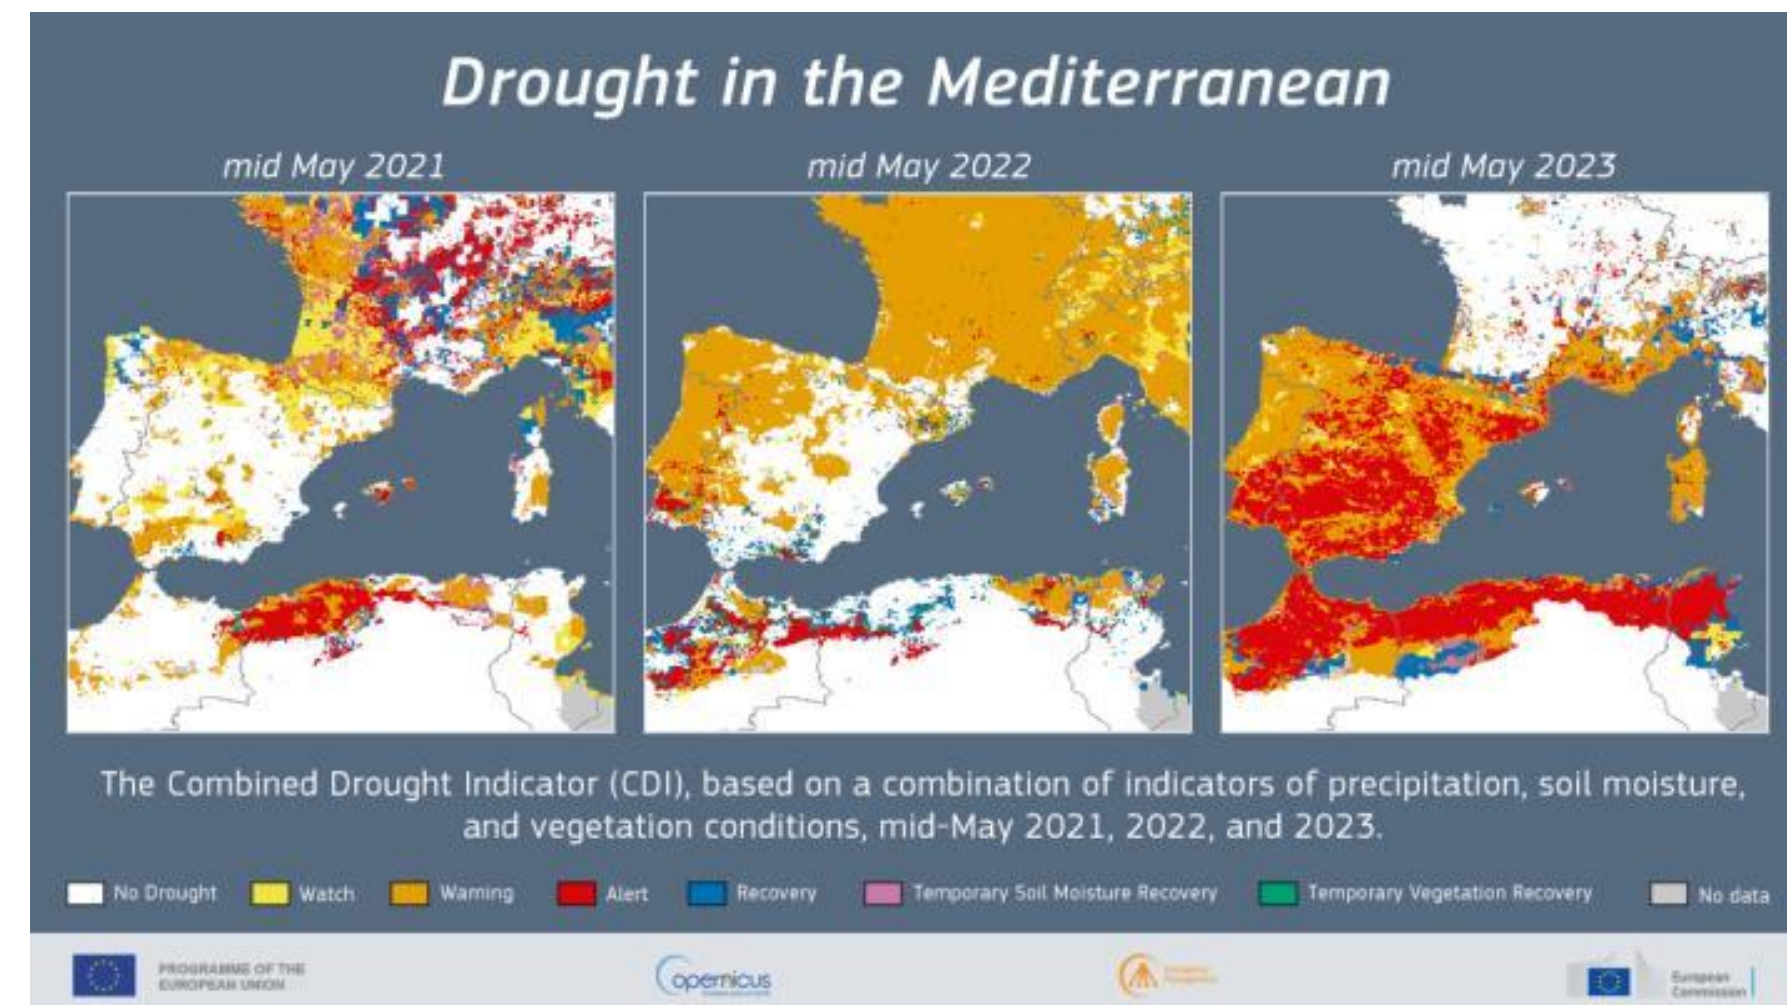 Drought in the Mediterranean
mid May 2021
mid May 2022
mid May 2023
The Combined Drought Indicator (CDI), based on a combination of indicators of precipitation, soil moisture,
and vegetation conditions, mid-May 2021, 2022, and 2023.
No Drought
Watch
Warning
Alert
Recovery
Temporary Soil Moisture Recovery
Temporary Vegetation Recovery
No data
PROGRAMME OF THE
EUROPEAN UNION
opernicus
European
Commission